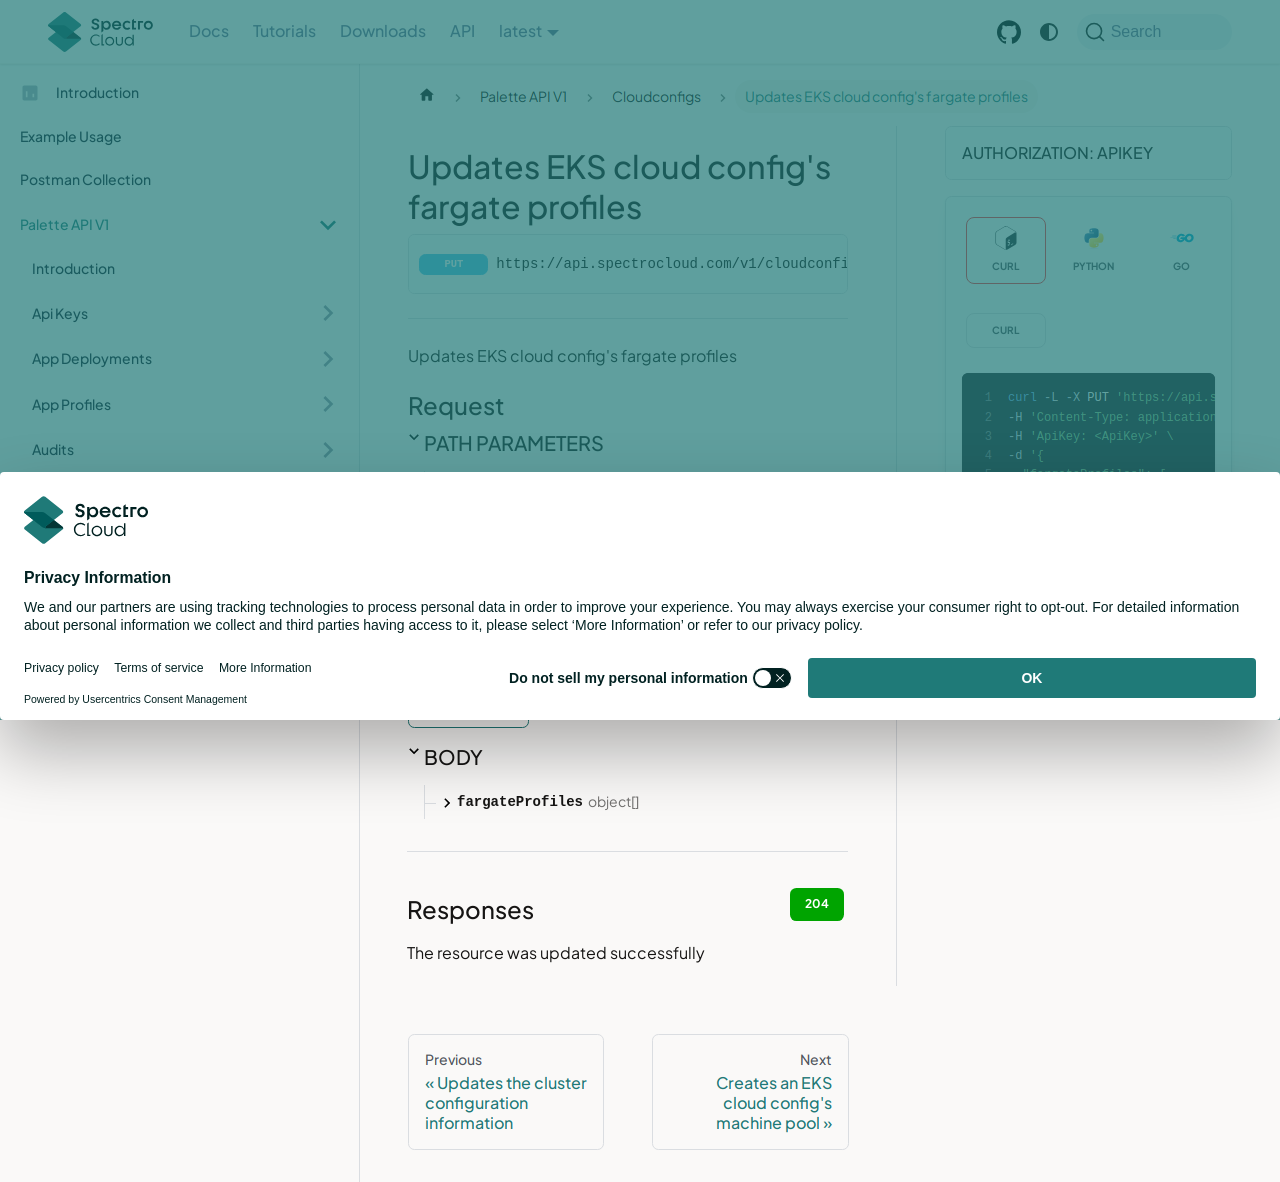 Spectro Cloud
Docs
Tutorials
Downloads
API
latest
Search
Introduction
Example Usage
Postman Collection
Palette API V1
Introduction
Api Keys
App Deployments
App Profiles
Audits
Palette API V1
Cloudconfigs
Updates EKS cloud config's fargate profiles
Updates EKS cloud config's
fargate profiles
PUT https://api.spectrocloud.com/v1/cloudconfi
Updates EKS cloud config's fargate profiles
Request
PATH PARAMETERS
AUTHORIZATION: APIKEY
CURL
PYTHON
GO
CURL
1 curl -L -X PUT 'https://api.s
2 -H 'Content-Type: application
3 -H 'ApiKey: <ApiKey>' \
4 -d '{
5 "fargateProfiles": [
Spectro
Cloud
Privacy Information
We and our partners are using tracking technologies to process personal data in order to improve your experience. You may always exercise your consumer right to opt-out. For detailed information
about personal information we collect and third parties having access to it, please select ‘More Information’ or refer to our privacy policy.
Privacy policy
Terms of service
More Information
Powered by Usercentrics Consent Management
Do not sell my personal information
OK
BODY
fargateProfiles object[]
Responses
204
The resource was updated successfully
Previous
« Updates the cluster
configuration
information
Next
Creates an EKS
cloud config's
machine pool »